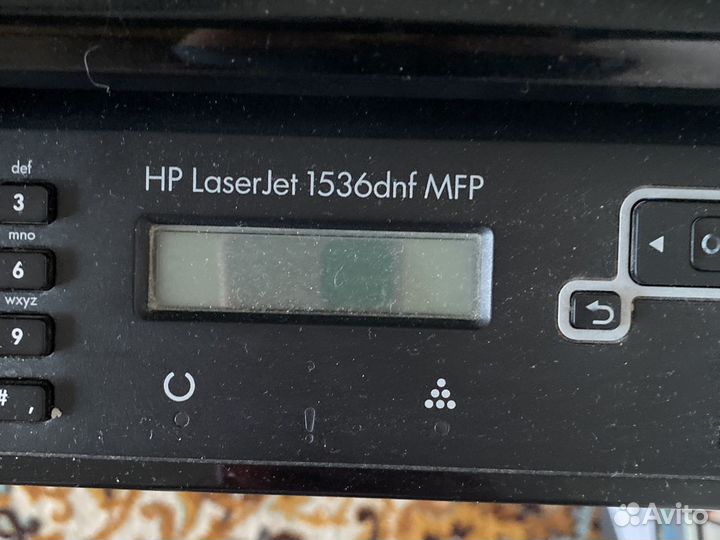 HP LaserJet 1536dnf MFP
def
3
mno
6
wxyz
9
# ,
!
Avito